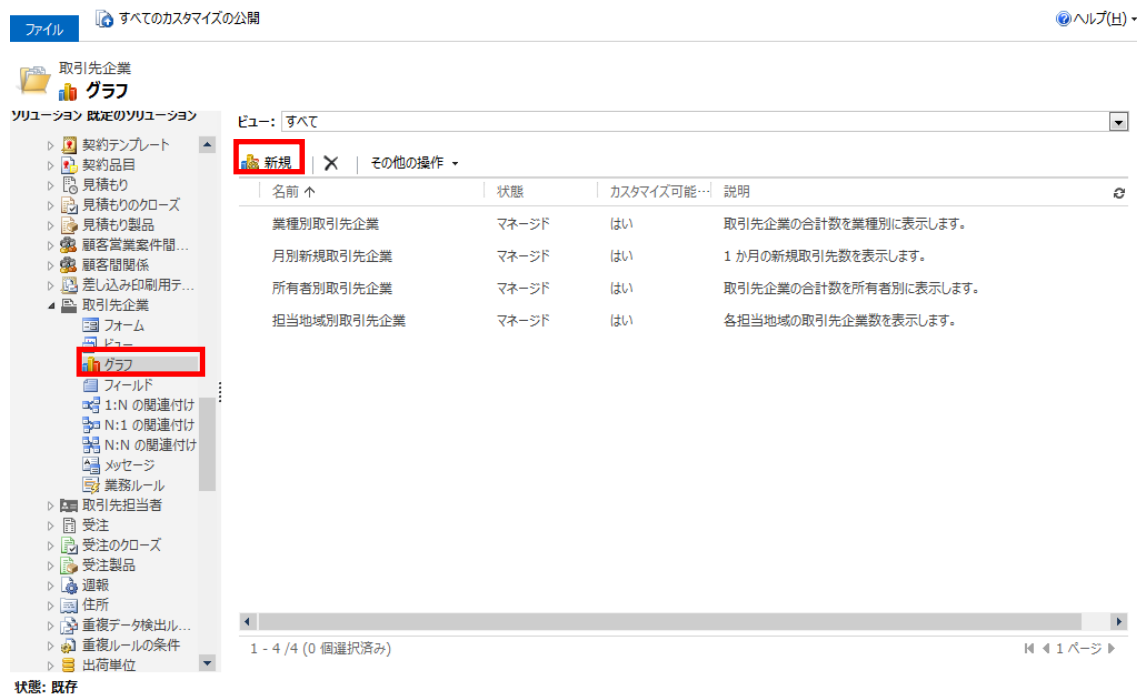 ファイル
すべてのカスタマイズの公開
ヘルプ(H)
取引先企業
グラフ
ソリューション 既定のソリューション
契約テンプレート
契約品目
見積もり
見積もりのクローズ
見積もり製品
顧客営業案件間...
顧客間関係
差し込み印刷用テ...
取引先企業
フォーム
ビュー
グラフ
フィールド
1:N の関連付け
N:1 の関連付け
N:N の関連付け
メッセージ
業務ルール
取引先担当者
受注
受注のクローズ
受注製品
週報
住所
重複データ検出ル...
重複ルールの条件
出荷単位
ビュー: すべて
新規 その他の操作
名前 状態 カスタマイズ可能… 説明
業種別取引先企業 マネージド はい 取引先企業の合計数を業種別に表示します。
月別新規取引先企業 マネージド はい 1 か月の新規取引先数を表示します。
所有者別取引先企業 マネージド はい 取引先企業の合計数を所有者別に表示します。
担当地域別取引先企業 マネージド はい 各担当地域の取引先企業数を表示します。
1 - 4 /4 (0 個選択済み)
1 ページ
状態: 既存